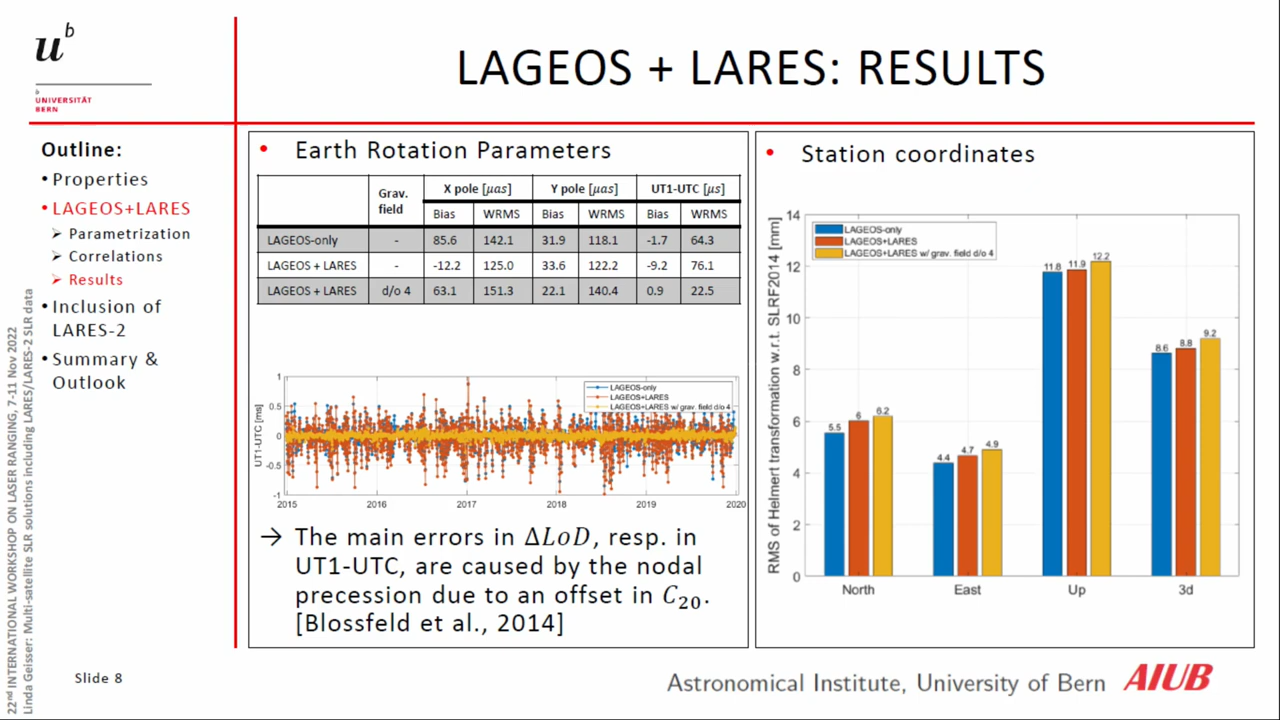 u^b
b
UNIVERSITÄT
BERN
LAGEOS + LARES: RESULTS
Outline:
• Properties
• LAGEOS+LARES
➢ Parametrization
➢ Correlations
➢ Results
• Inclusion of
LARES-2
• Summary &
Outlook
22nd INTERNATIONAL WORKSHOP ON LASER RANGING, 7-11 Nov 2022
Linda Geisser: Multi-satellite SLR solutions including LARES/LARES-2 SLR data
Slide 8
• Earth Rotation Parameters
Grav. field X pole [μas] Y pole [μas] UT1-UTC [μs]
Bias WRMS Bias WRMS Bias WRMS
LAGEOS-only - 85.6 142.1 31.9 118.1 -1.7 64.3
LAGEOS + LARES - -12.2 125.0 33.6 122.2 -9.2 76.1
LAGEOS + LARES d/o 4 63.1 151.3 22.1 140.4 0.9 22.5
UT1-UTC [ms]
1
0.5
0
-0.5
-1
LAGEOS-only
LAGEOS+LARES
LAGEOS+LARES w/ grav. field d/o 4
2015 2016 2017 2018 2019 2020
→ The main errors in ΔLoD, resp. in
UT1-UTC, are caused by the nodal
precession due to an offset in C₂₀.
[Blossfeld et al., 2014]
• Station coordinates
RMS of Helmert transformation w.r.t. SLRF2014 [mm]
14
12
10
8
6
4
2
0
LAGEOS-only
LAGEOS+LARES
LAGEOS+LARES w/ grav. field d/o 4
5.5 6 6.2
4.4 4.7 4.9
11.8 11.9 12.2
8.6 8.8 9.2
North East Up 3d
Astronomical Institute, University of Bern AIUB